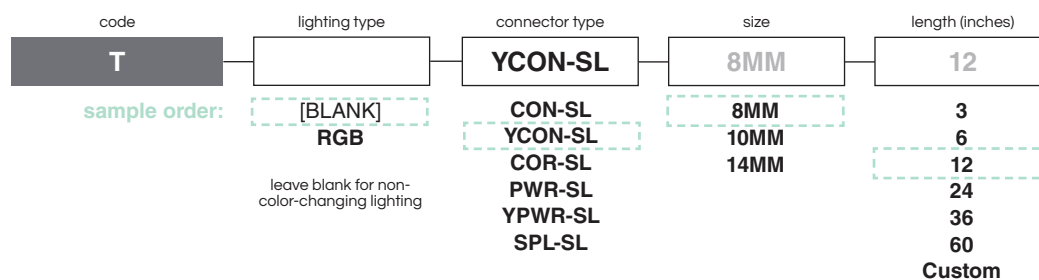 code lighting type connector type size length (inches)
T YCON-SL 8MM 12
sample order: [BLANK] CON-SL 8MM 3
RGB YCON-SL 10MM 6
COR-SL 14MM 12
leave blank for non- PWR-SL 24
color-changing lighting YPWR-SL 36
SPL-SL 60
Custom